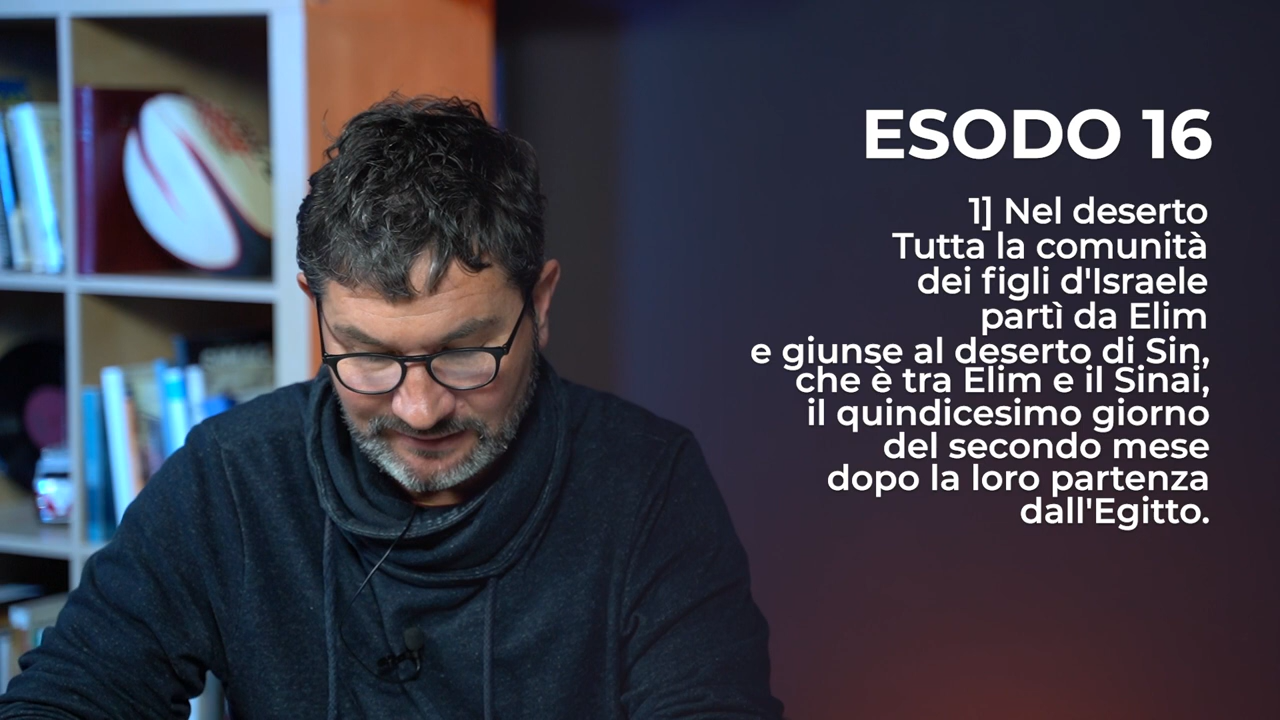 ESODO 16
1] Nel deserto
Tutta la comunità
dei figli d'Israele
partì da Elim
e giunse al deserto di Sin,
che è tra Elim e il Sinai,
il quindicesimo giorno
del secondo mese
dopo la loro partenza
dall'Egitto.